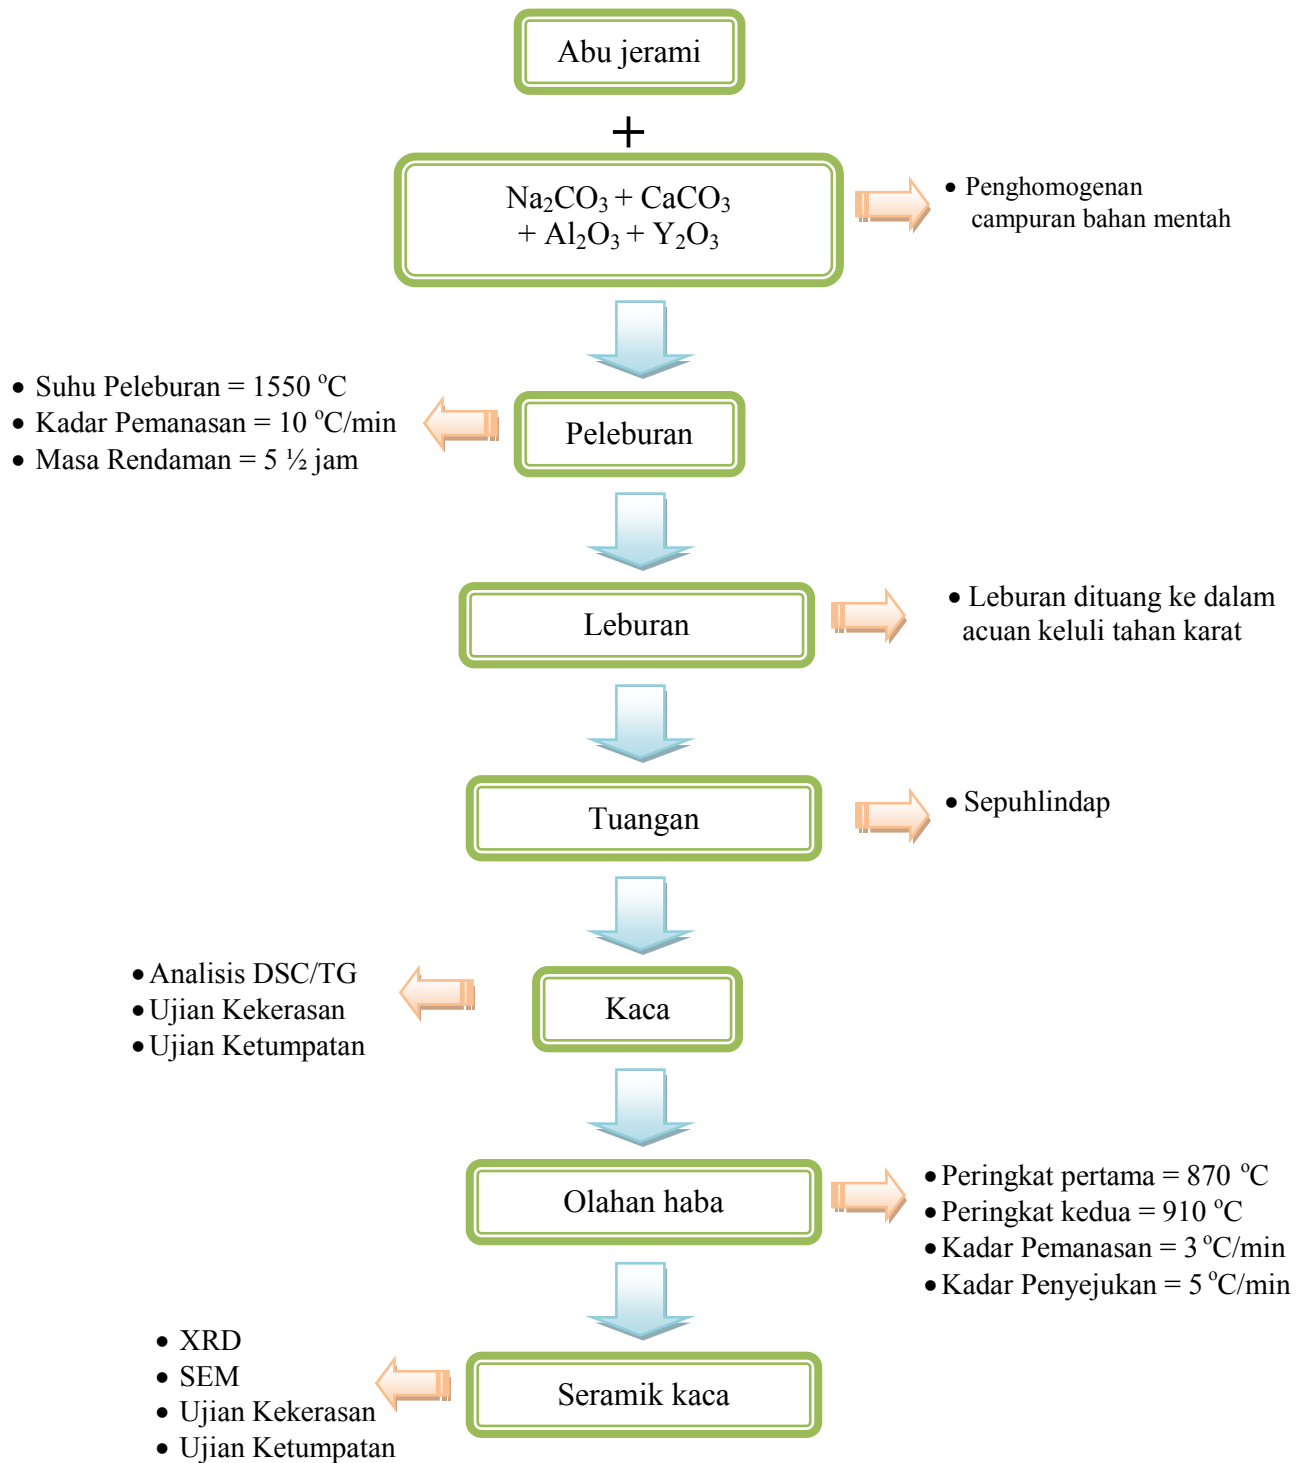 Abu jerami
+
Na₂CO₃ + CaCO₃
+ Al₂O₃ + Y₂O₃
• Penghomogenan
campuran bahan mentah
• Suhu Peleburan = 1550 °C
• Kadar Pemanasan = 10 °C/min
• Masa Rendaman = 5 ½ jam
Peleburan
Leburan
• Leburan dituang ke dalam
acuan keluli tahan karat
Tuangan
• Sepuhlindap
• Analisis DSC/TG
• Ujian Kekerasan
• Ujian Ketumpatan
Kaca
Olahan haba
• Peringkat pertama = 870 °C
• Peringkat kedua = 910 °C
• Kadar Pemanasan = 3 °C/min
• Kadar Penyejukan = 5 °C/min
• XRD
• SEM
• Ujian Kekerasan
• Ujian Ketumpatan
Seramik kaca